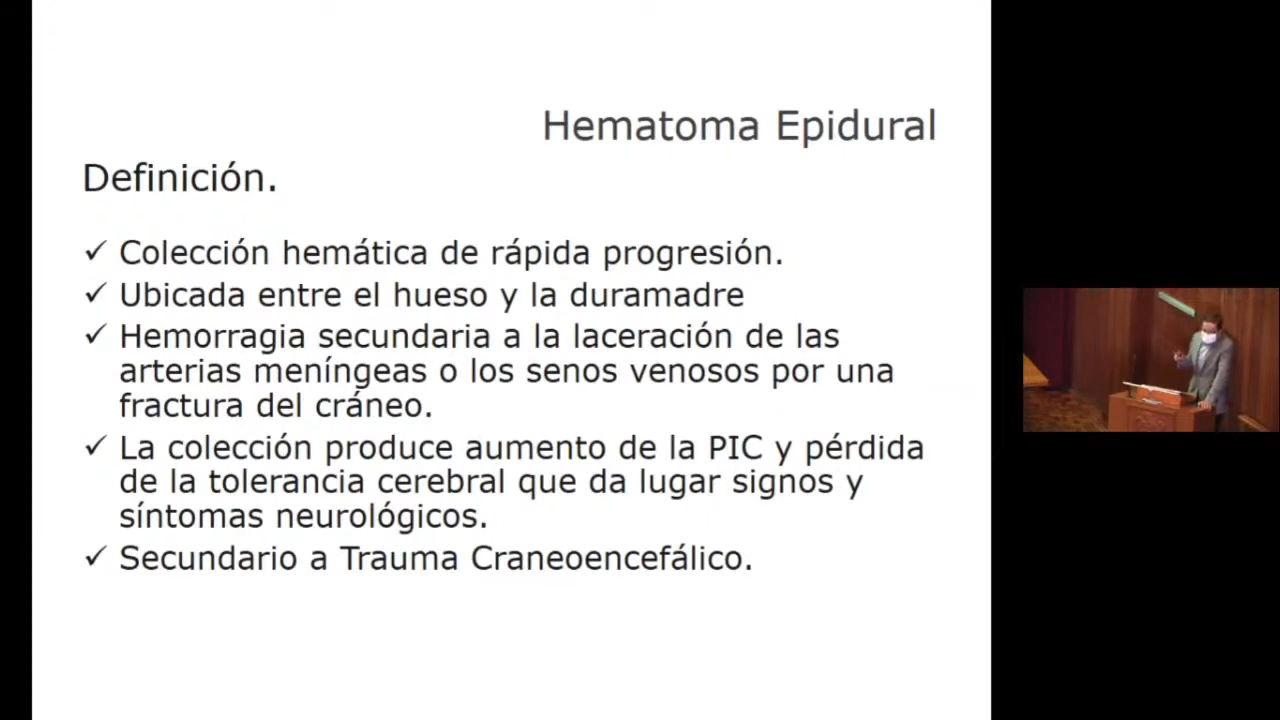 Hematoma Epidural
Definición.
✓ Colección hemática de rápida progresión.
✓ Ubicada entre el hueso y la duramadre
✓ Hemorragia secundaria a la laceración de las
arterias meníngeas o los senos venosos por una
fractura del cráneo.
✓ La colección produce aumento de la PIC y pérdida
de la tolerancia cerebral que da lugar signos y
síntomas neurológicos.
✓ Secundario a Trauma Craneoencefálico.